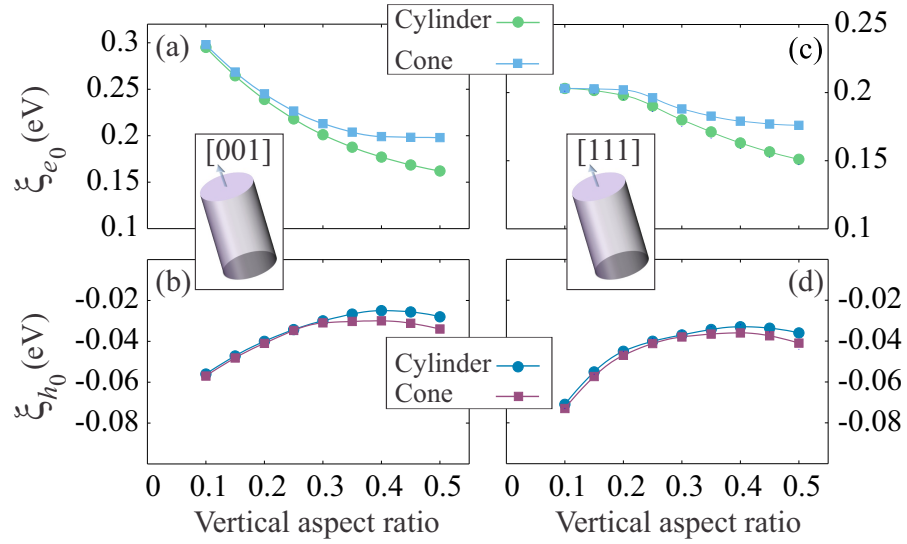 Cylinder
Cone
(a)
0.3
0.25
0.2
0.15
0.1
ξe0 (eV)
[001]
(c)
0.25
0.2
0.15
0.1
[111]
(b)
-0.02
-0.04
-0.06
-0.08
ξh0 (eV)
Cylinder
Cone
(d)
-0.02
-0.04
-0.06
-0.08
0 0.1 0.2 0.3 0.4 0.5
Vertical aspect ratio
0 0.1 0.2 0.3 0.4 0.5
Vertical aspect ratio